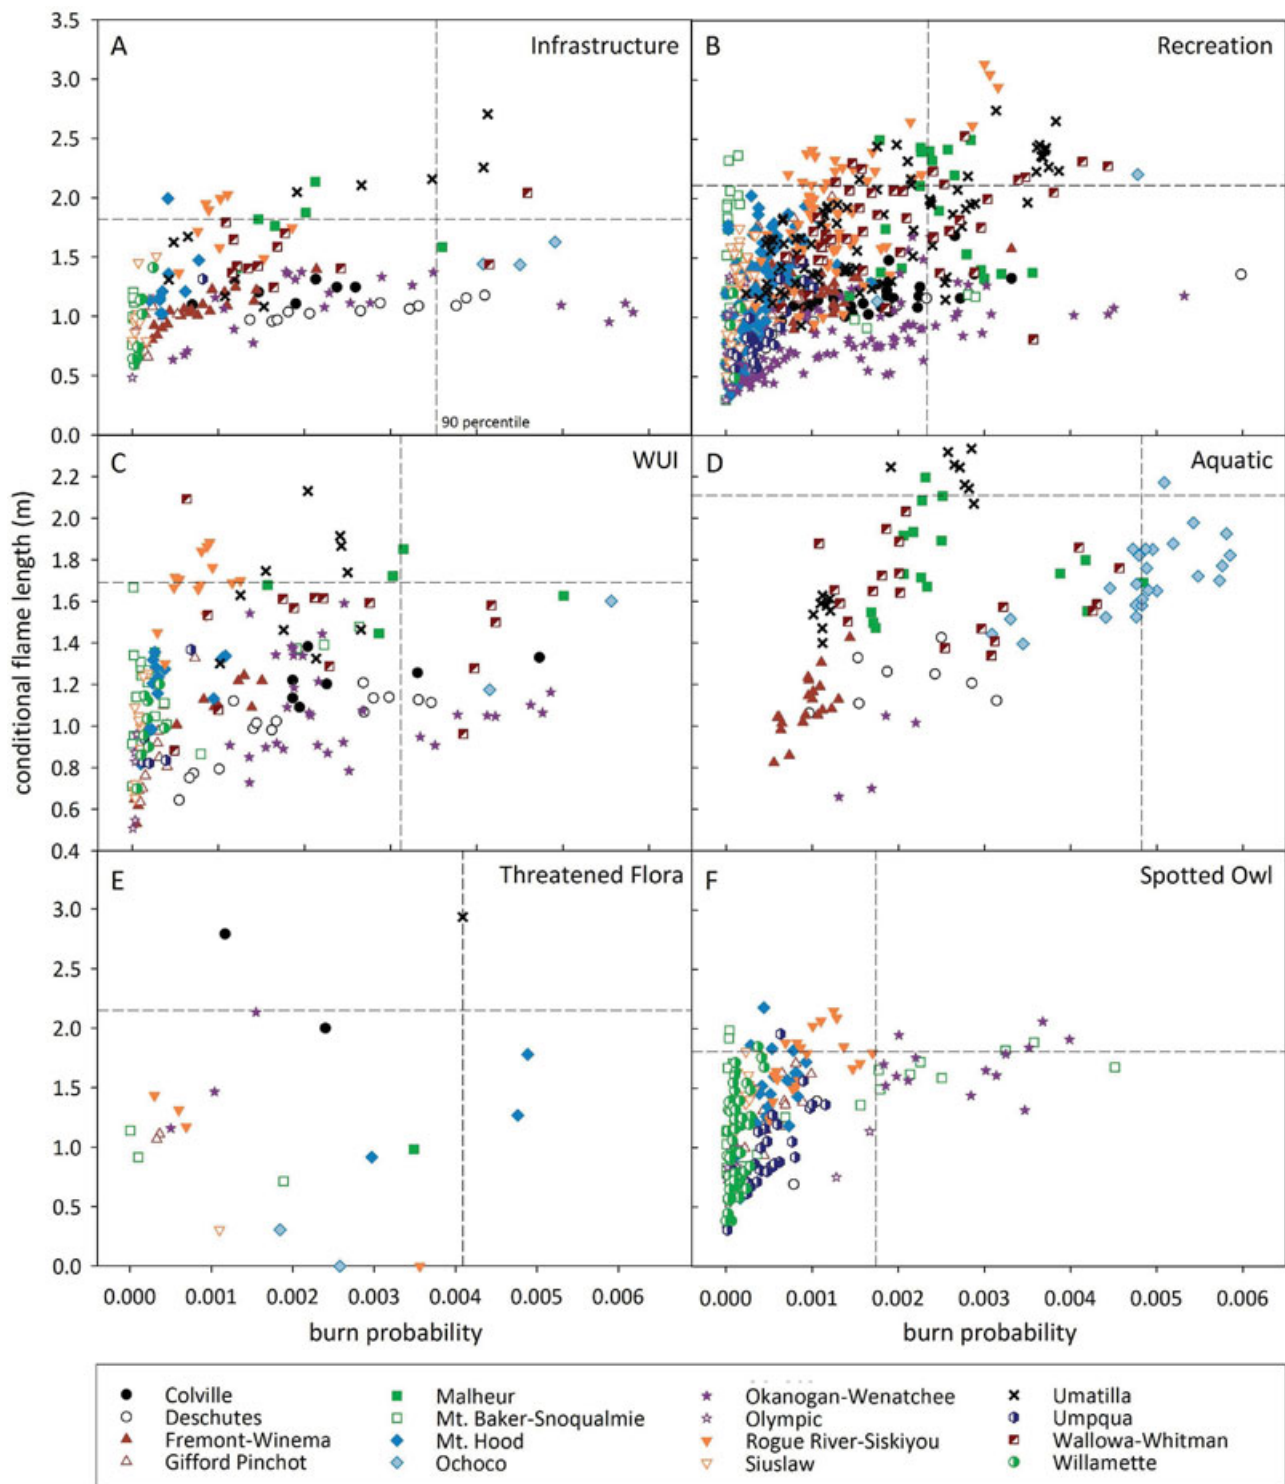 3.5
A
Infrastructure
3.0
2.5
2.0
1.5
1.0
0.5
0.0
90 percentile
B
Recreation
conditional flame length (m)
C
WUI
2.2
2.0
1.8
1.6
1.4
1.2
1.0
0.8
0.6
0.4
D
Aquatic
E
Threatened Flora
3.0
2.5
2.0
1.5
1.0
0.5
0.0
F
Spotted Owl
0.000 0.001 0.002 0.003 0.004 0.005 0.006
0.000 0.001 0.002 0.003 0.004 0.005 0.006
burn probability
burn probability
Colville
Deschutes
Fremont-Winema
Gifford Pinchot
Malheur
Mt. Baker-Snoqualmie
Mt. Hood
Ochoco
Okanogan-Wenatchee
Olympic
Rogue River-Siskiyou
Siuslaw
Umatilla
Umpqua
Wallowa-Whitman
Willamette